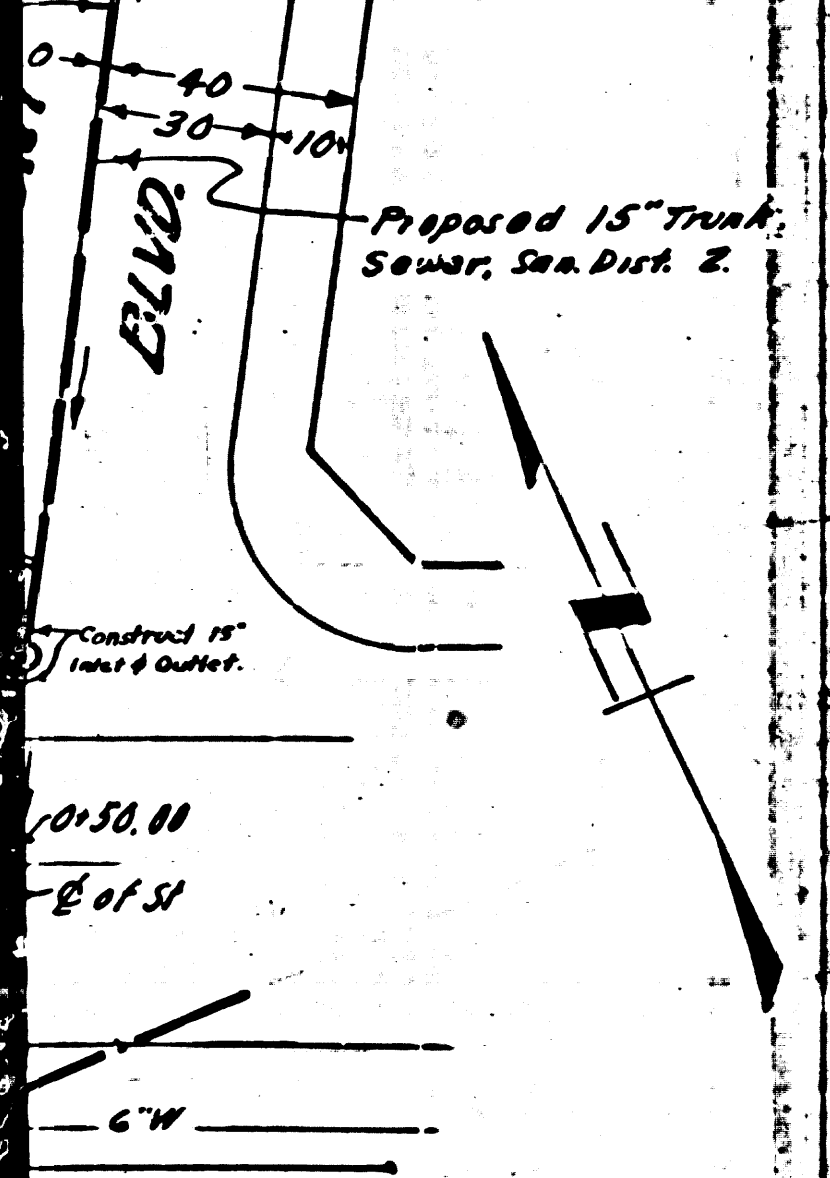 0
40
30
10
BLVD.
Proposed 15" Trunk
Sewer, San. Dist. 2.
Construct 15"
Inlet & Outlet.
0+50.00
℄ of St
6"W